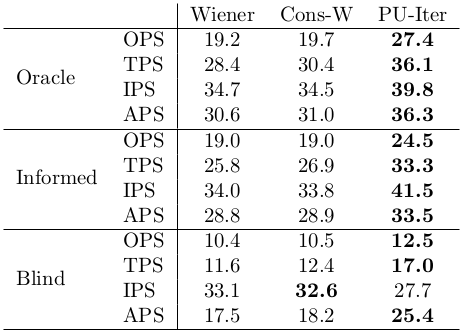 Wiener Cons-W PU-Iter
Oracle OPS 19.2 19.7 27.4
TPS 28.4 30.4 36.1
IPS 34.7 34.5 39.8
APS 30.6 31.0 36.3
Informed OPS 19.0 19.0 24.5
TPS 25.8 26.9 33.3
IPS 34.0 33.8 41.5
APS 28.8 28.9 33.5
Blind OPS 10.4 10.5 12.5
TPS 11.6 12.4 17.0
IPS 33.1 32.6 27.7
APS 17.5 18.2 25.4